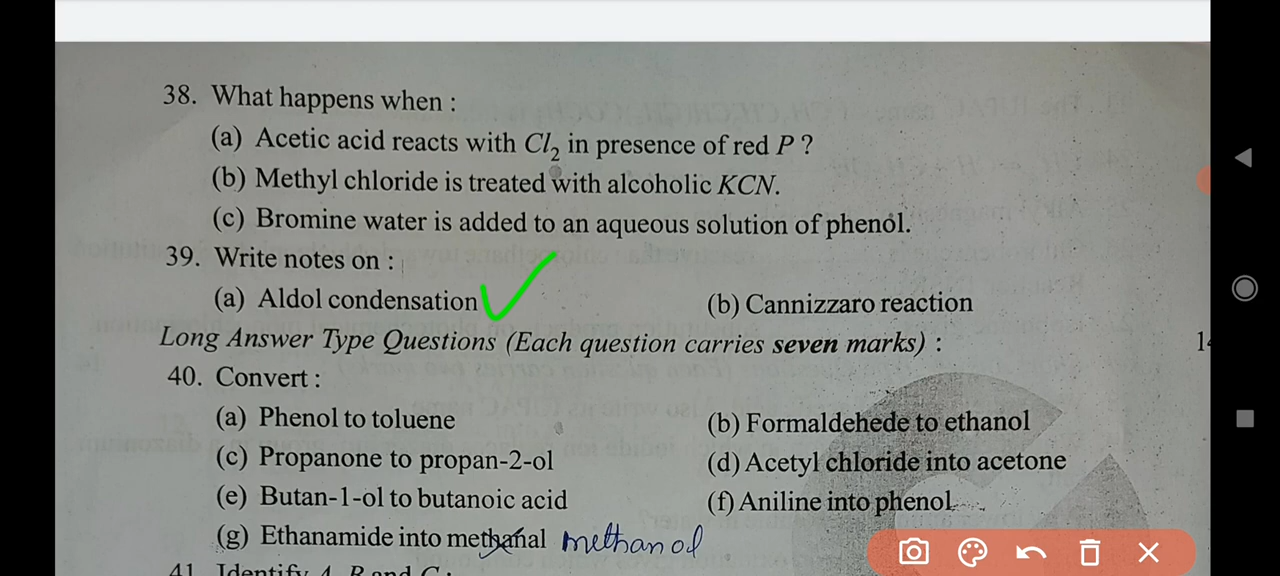 38. What happens when :
(a) Acetic acid reacts with Cl₂ in presence of red P ?
(b) Methyl chloride is treated with alcoholic KCN.
(c) Bromine water is added to an aqueous solution of phenol.
39. Write notes on :
(a) Aldol condensation (b) Cannizzaro reaction
Long Answer Type Questions (Each question carries seven marks) :
40. Convert :
(a) Phenol to toluene (b) Formaldehede to ethanol
(c) Propanone to propan-2-ol (d) Acetyl chloride into acetone
(e) Butan-1-ol to butanoic acid (f) Aniline into phenol
(g) Ethanamide into methanal methanol
41. Identify A, B and C :